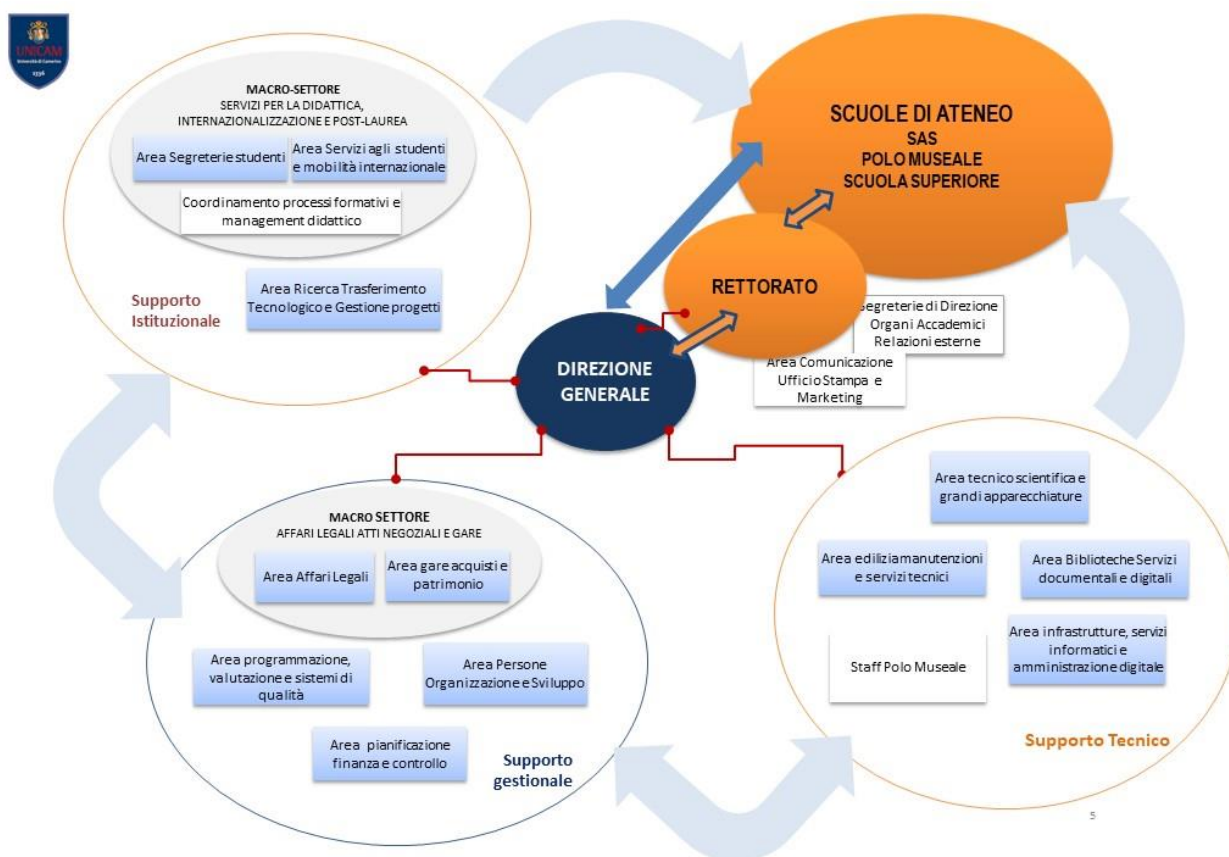 UNICAM
Università di Camerino
1336
MACRO-SETTORE
SERVIZI PER LA DIDATTICA,
INTERNAZIONALIZZAZIONE E POST-LAUREA
Area Segreterie studenti
Area Servizi agli studenti
e mobilità internazionale
Coordinamento processi formativi e
management didattico
Supporto
Istituzionale
Area Ricerca Trasferimento
Tecnologico e Gestione progetti
SCUOLE DI ATENEO
SAS
POLO MUSEALE
SCUOLA SUPERIORE
RETTORATO
Segreterie di Direzione
Organi Accademici
Relazioni esterne
Area Comunicazione
Ufficio Stampa e
Marketing
DIREZIONE
GENERALE
MACRO SETTORE
AFFARI LEGALI ATTI NEGOZIALI E GARE
Area Affari Legali
Area gare acquisti e
patrimonio
Area programmazione,
valutazione e sistemi di
qualità
Area Persone
Organizzazione e Sviluppo
Area pianificazione
finanza e controllo
Supporto
gestionale
Area tecnico scientifica e
grandi apparecchiature
Area edilizia manutenzioni
e servizi tecnici
Area Biblioteche Servizi
documentali e digitali
Staff Polo Museale
Area infrastrutture, servizi
informatici e
amministrazione digitale
Supporto Tecnico
5